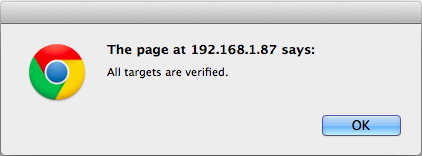 The page at 192.168.1.87 says:
All targets are verified.
OK